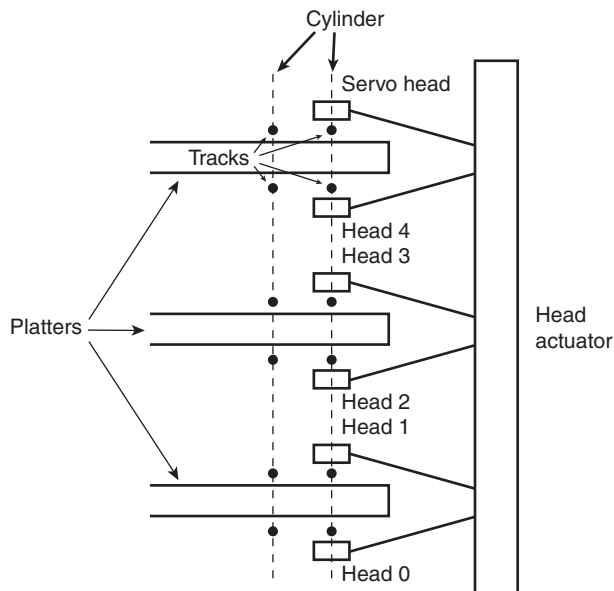 Cylinder
Servo head
Tracks
Head 4
Head 3
Platters
Head
actuator
Head 2
Head 1
Head 0